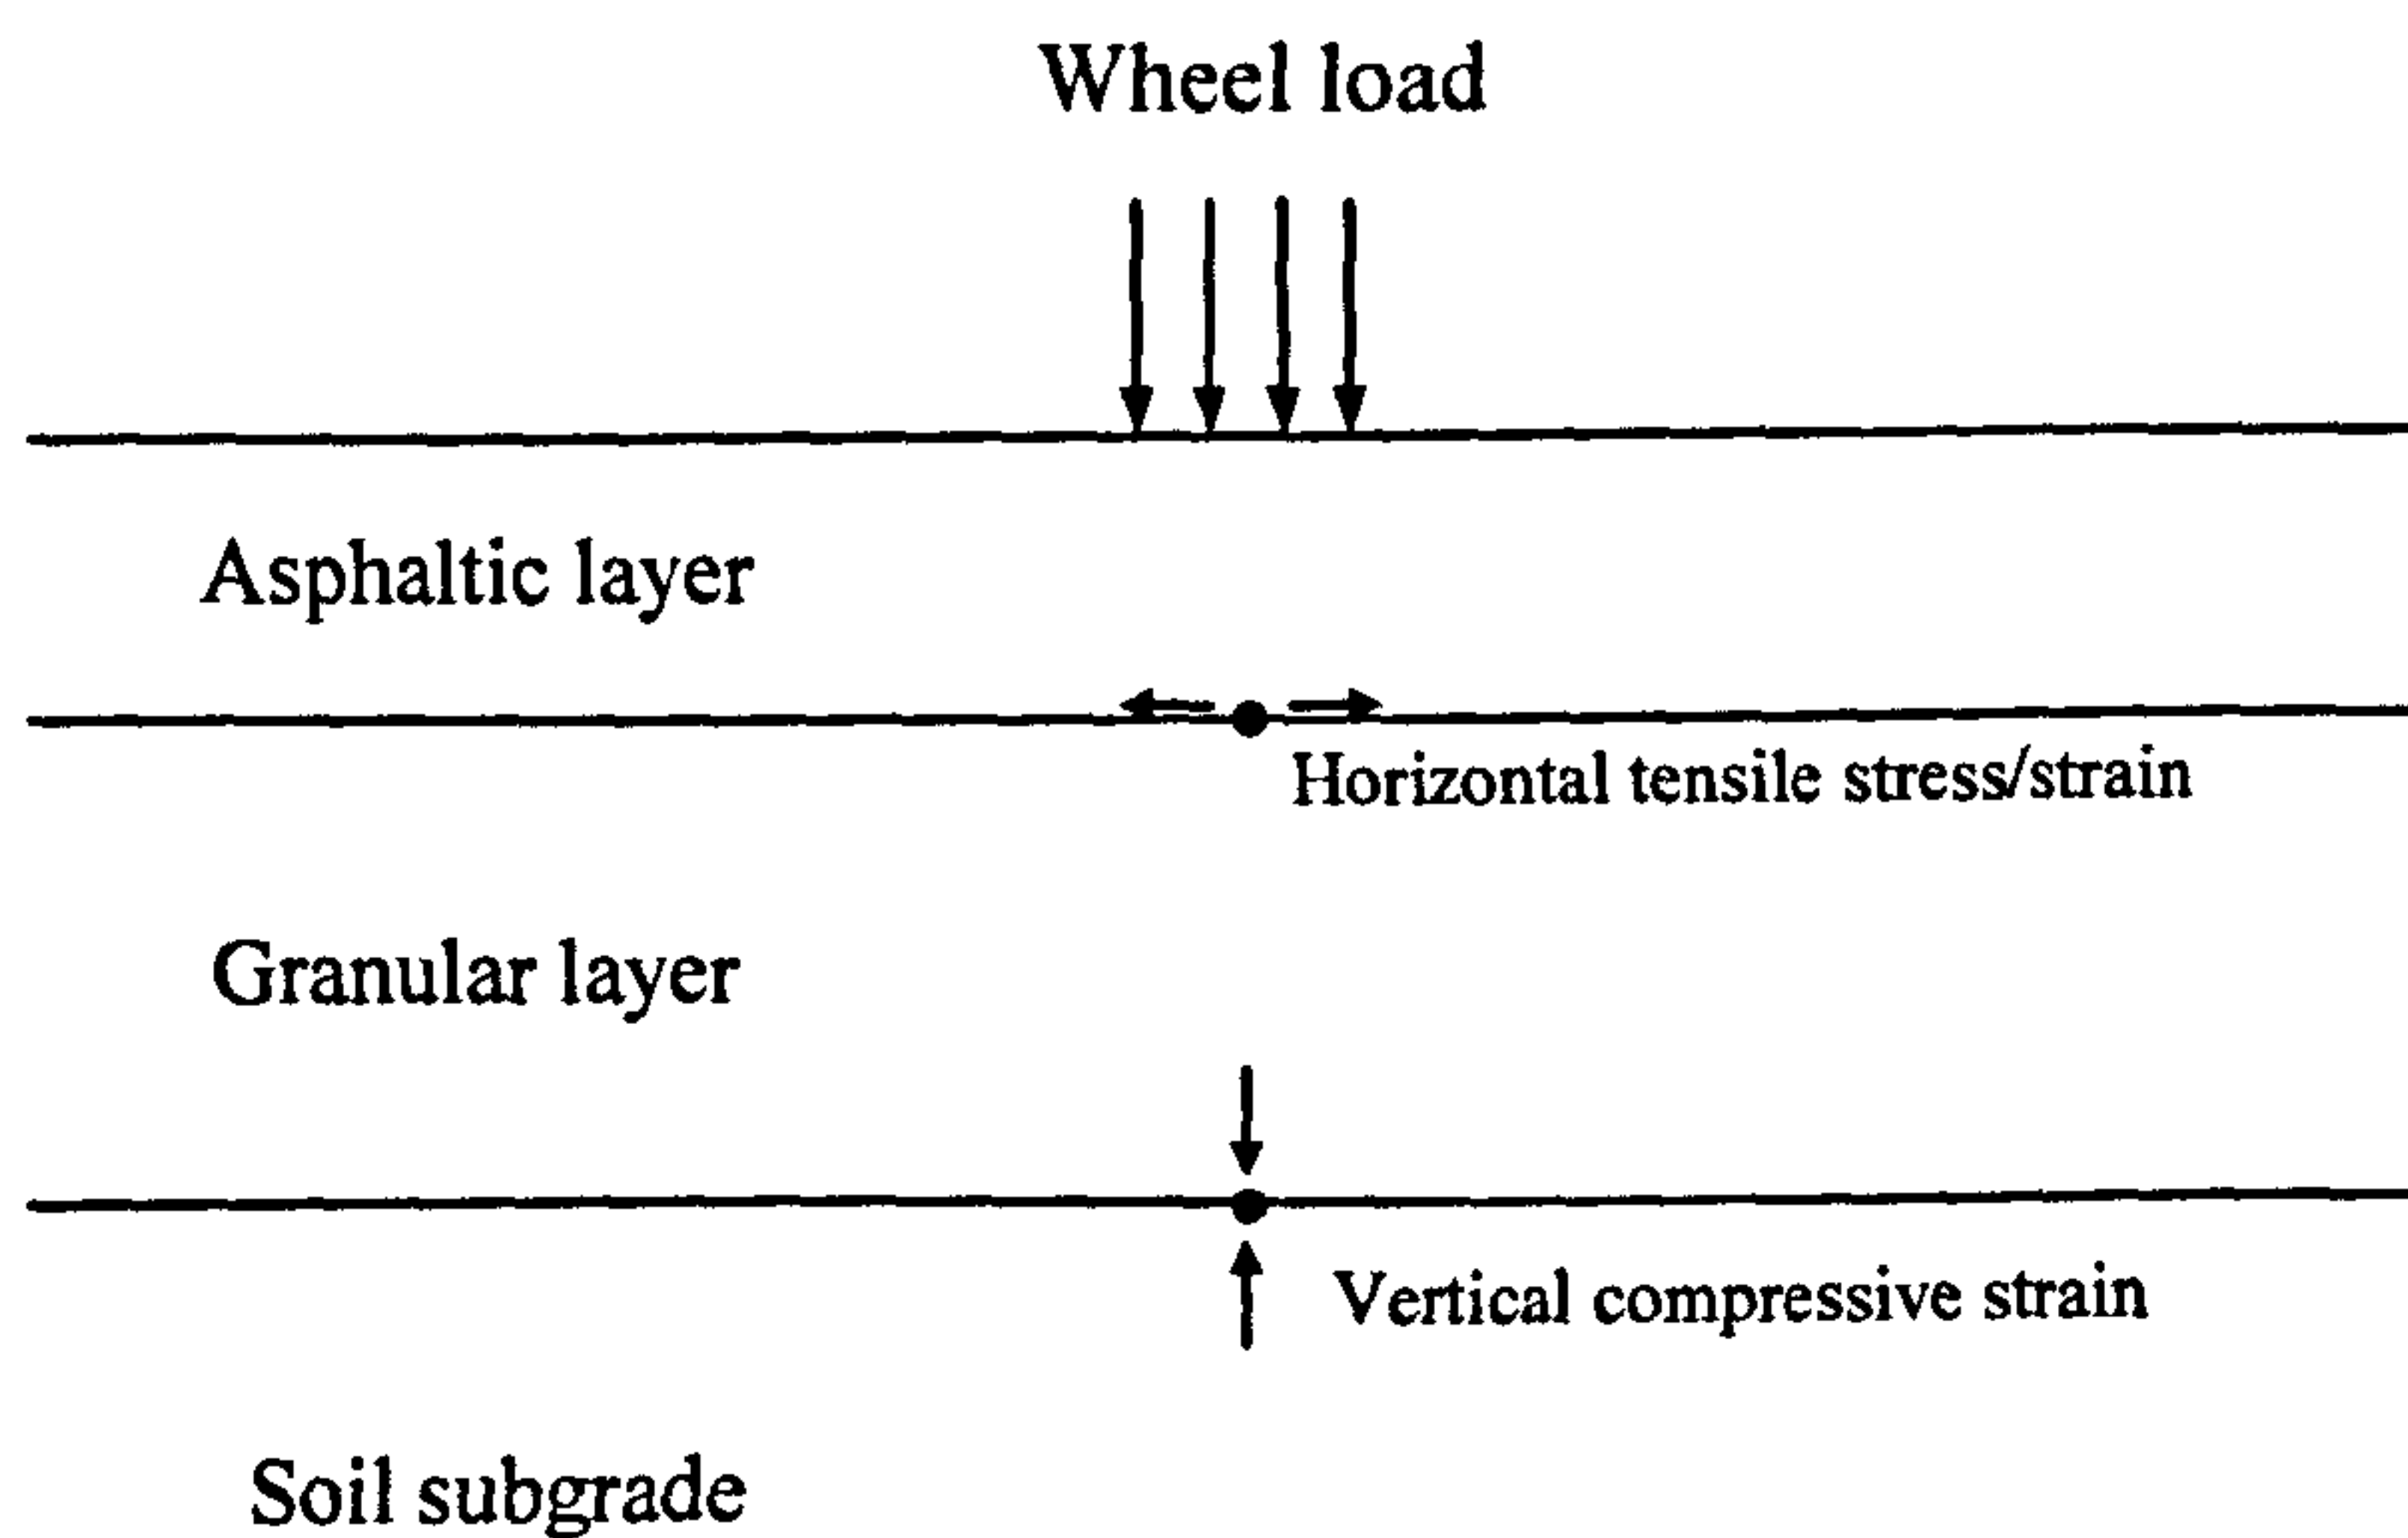 Wheel load
Asphaltic layer
Horizontal tensile stress/strain
Granular layer
Vertical compressive strain
Soil subgrade